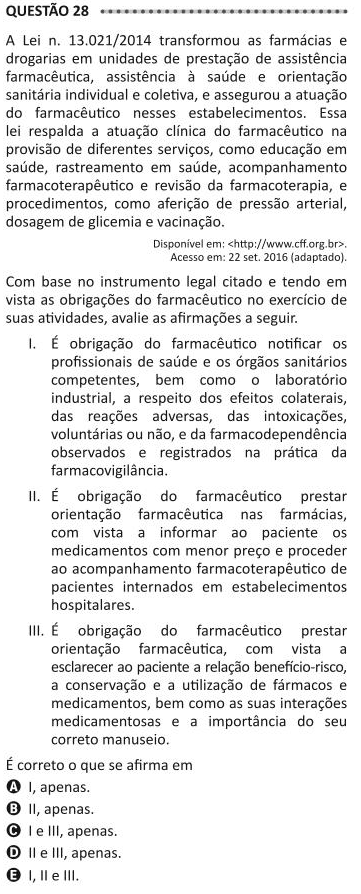 QUESTÃO 28
A Lei n. 13.021/2014 transformou as farmácias e
drogarias em unidades de prestação de assistência
farmacêutica, assistência à saúde e orientação
sanitária individual e coletiva, e assegurou a atuação
do farmacêutico nesses estabelecimentos. Essa
lei respalda a atuação clínica do farmacêutico na
provisão de diferentes serviços, como educação em
saúde, rastreamento em saúde, acompanhamento
farmacoterapêutico e revisão da farmacoterapia, e
procedimentos, como aferição de pressão arterial,
dosagem de glicemia e vacinação.
Disponível em: <http://www.cff.org.br>.
Acesso em: 22 set. 2016 (adaptado).
Com base no instrumento legal citado e tendo em
vista as obrigações do farmacêutico no exercício de
suas atividades, avalie as afirmações a seguir.
I. É obrigação do farmacêutico notificar os
profissionais de saúde e os órgãos sanitários
competentes, bem como o laboratório
industrial, a respeito dos efeitos colaterais,
das reações adversas, das intoxicações,
voluntárias ou não, e da farmacodependência
observados e registrados na prática da
farmacovigilância.
II. É obrigação do farmacêutico prestar
orientação farmacêutica nas farmácias,
com vista a informar ao paciente os
medicamentos com menor preço e proceder
ao acompanhamento farmacoterapêutico de
pacientes internados em estabelecimentos
hospitalares.
III. É obrigação do farmacêutico prestar
orientação farmacêutica, com vista a
esclarecer ao paciente a relação benefício-risco,
a conservação e a utilização de fármacos e
medicamentos, bem como as suas interações
medicamentosas e a importância do seu
correto manuseio.
É correto o que se afirma em
A I, apenas.
B II, apenas.
C I e III, apenas.
D II e III, apenas.
E I, II e III.